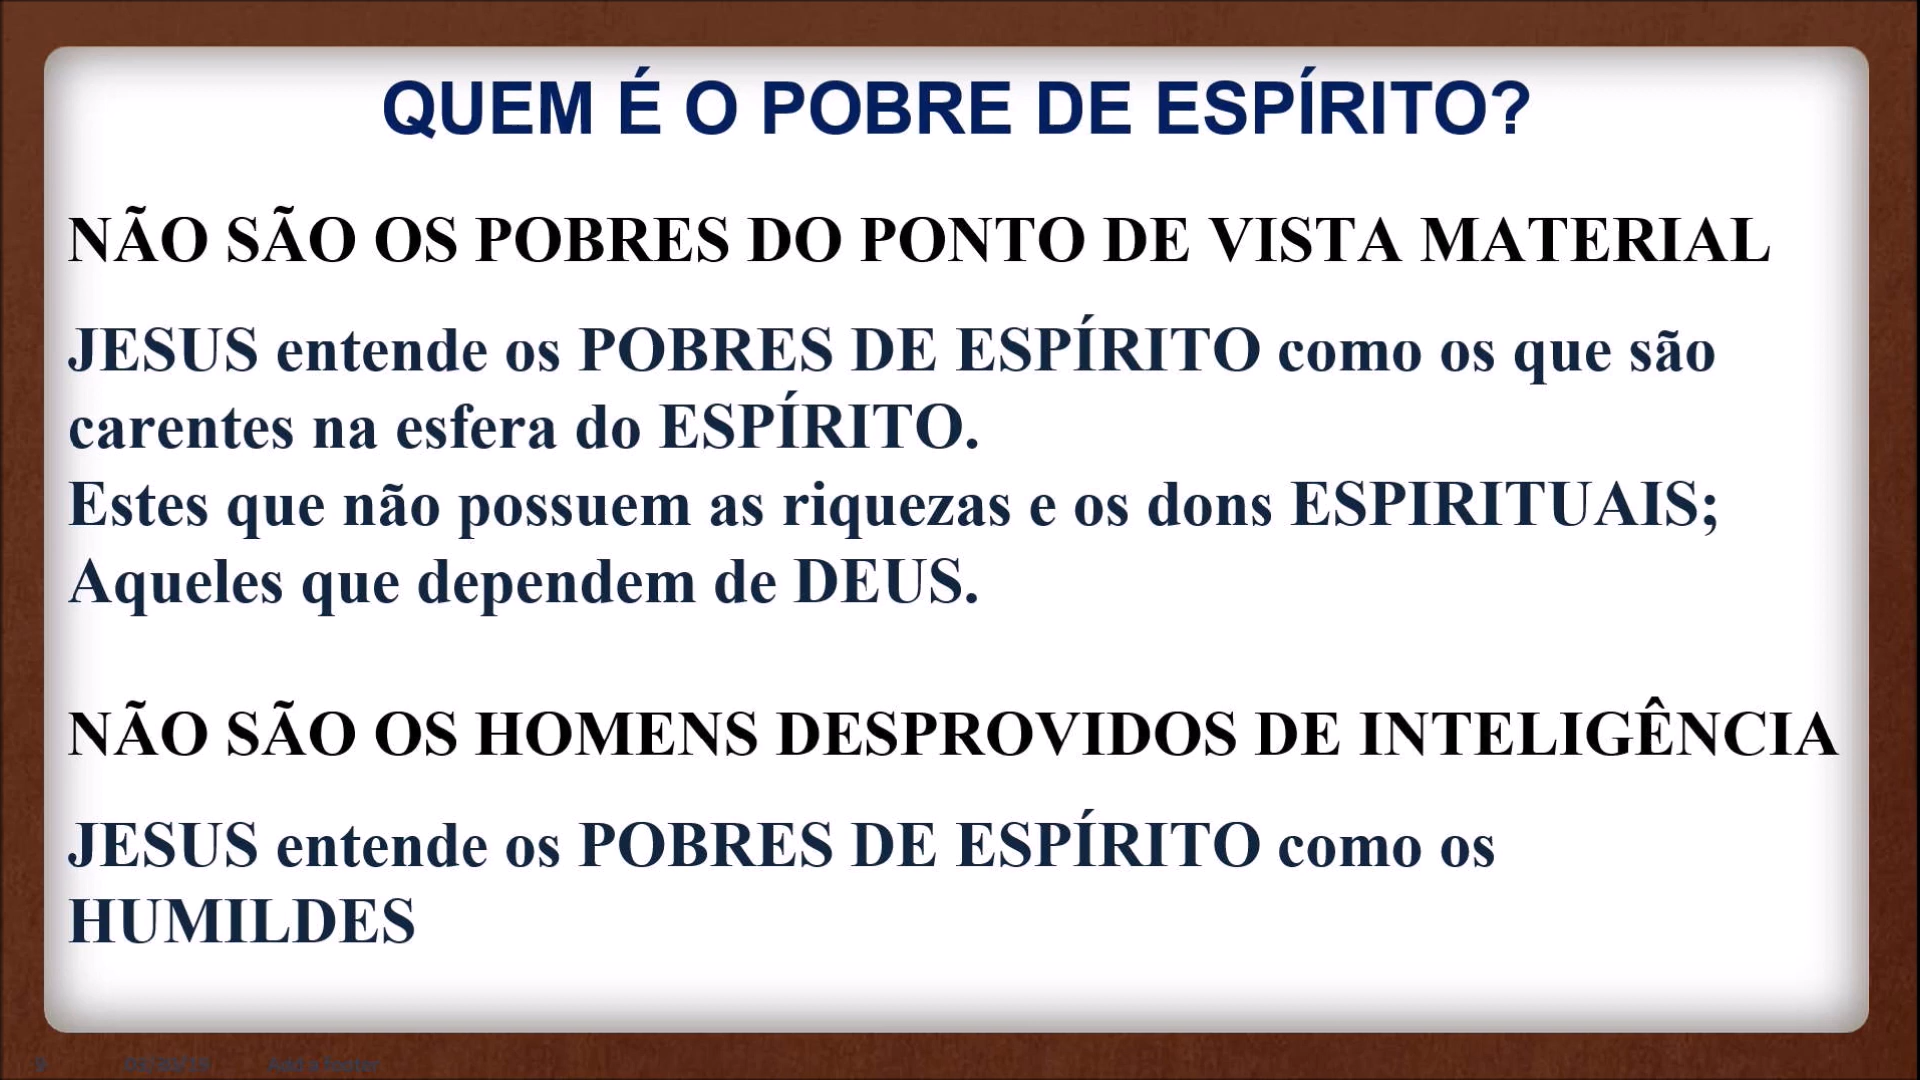 QUEM É O POBRE DE ESPÍRITO?
NÃO SÃO OS POBRES DO PONTO DE VISTA MATERIAL
JESUS entende os POBRES DE ESPÍRITO como os que são
carentes na esfera do ESPÍRITO.
Estes que não possuem as riquezas e os dons ESPIRITUAIS;
Aqueles que dependem de DEUS.
NÃO SÃO OS HOMENS DESPROVIDOS DE INTELIGÊNCIA
JESUS entende os POBRES DE ESPÍRITO como os
HUMILDES
Add a footer